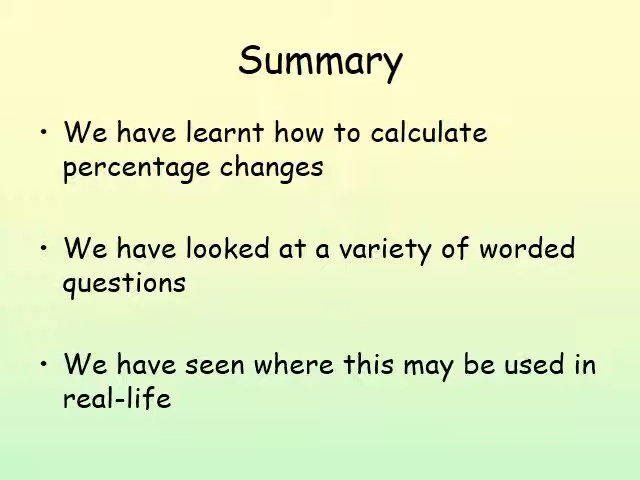 Summary
• We have learnt how to calculate
percentage changes
• We have looked at a variety of worded
questions
• We have seen where this may be used in
real-life